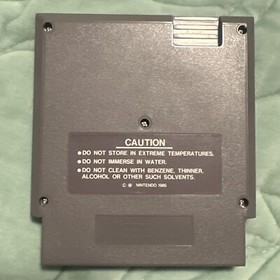 CAUTION
● DO NOT STORE IN EXTREME TEMPERATURES.
● DO NOT IMMERSE IN WATER.
● DO NOT CLEAN WITH BENZENE, THINNER,
ALCOHOL OR OTHER SUCH SOLVENTS.
© ® NINTENDO 1985